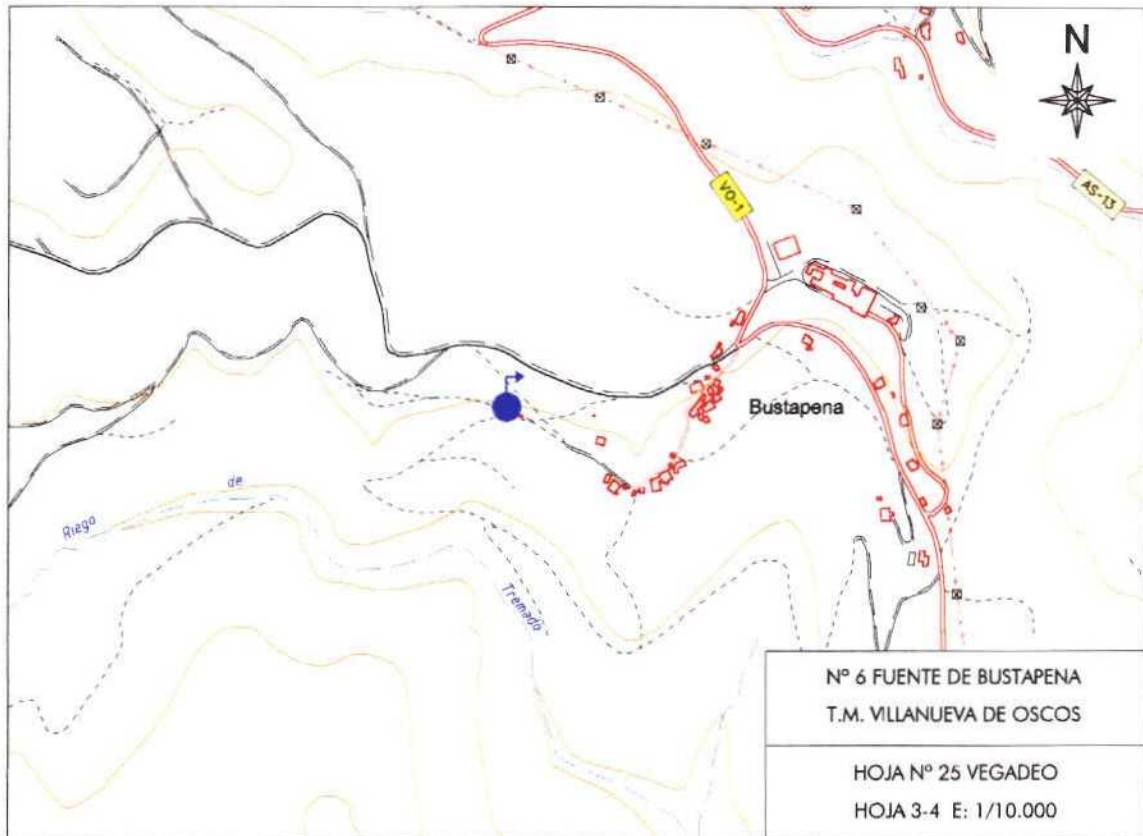 N
VO-1
AS-13
Bustapena
Riego de
Tremado
Nº 6 FUENTE DE BUSTAPENA
T.M. VILLANUEVA DE OSCOS
HOJA Nº 25 VEGADEO
HOJA 3-4 E: 1/10.000